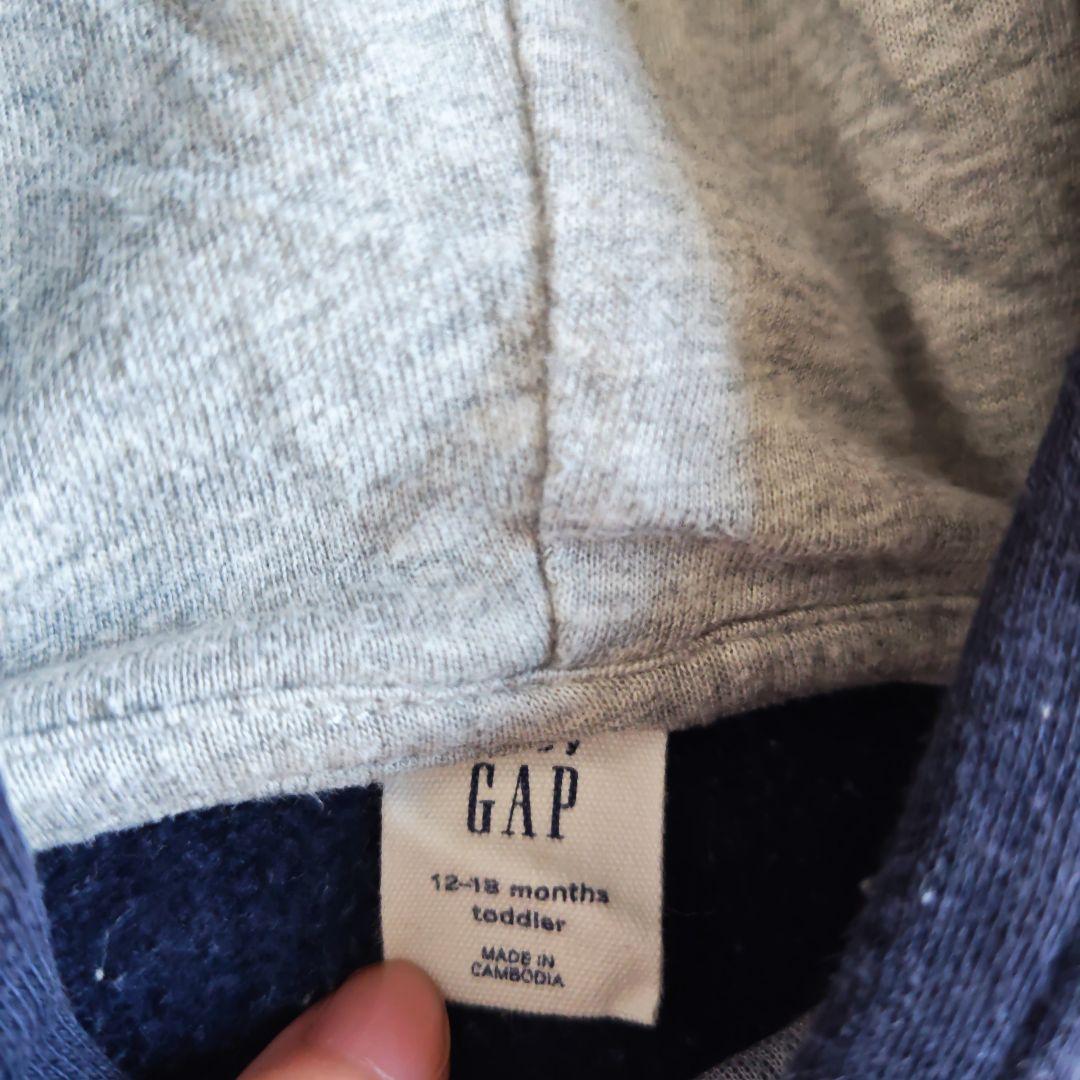 GAP
12-18 months
toddler
MADE IN
CAMBODIA